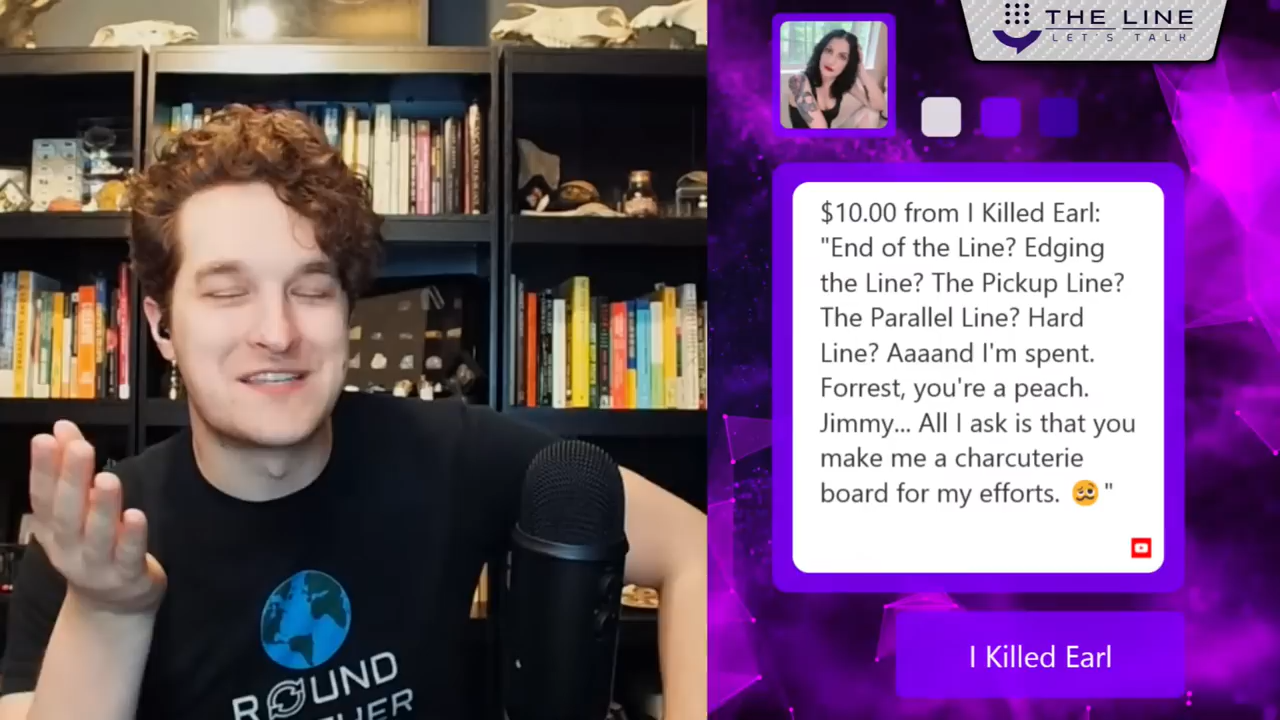 THE LINE
LET'S TALK
$10.00 from I Killed Earl:
"End of the Line? Edging
the Line? The Pickup Line?
The Parallel Line? Hard
Line? Aaaand I'm spent.
Forrest, you're a peach.
Jimmy... All I ask is that you
make me a charcuterie
board for my efforts. 🥴 "
I Killed Earl
ROUND